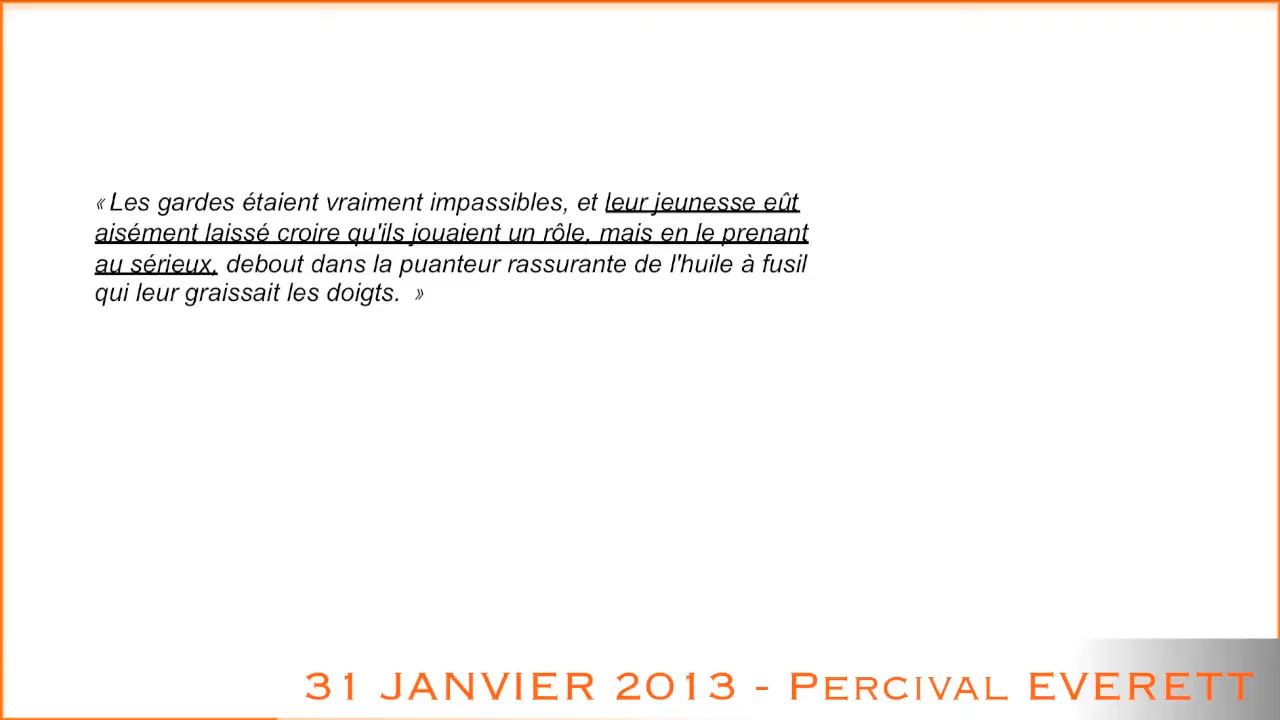 « Les gardes étaient vraiment impassibles, et leur jeunesse eût
aisément laissé croire qu'ils jouaient un rôle, mais en le prenant
au sérieux, debout dans la puanteur rassurante de l'huile à fusil
qui leur graissait les doigts. »
31 JANVIER 2013 - PERCIVAL EVERETT